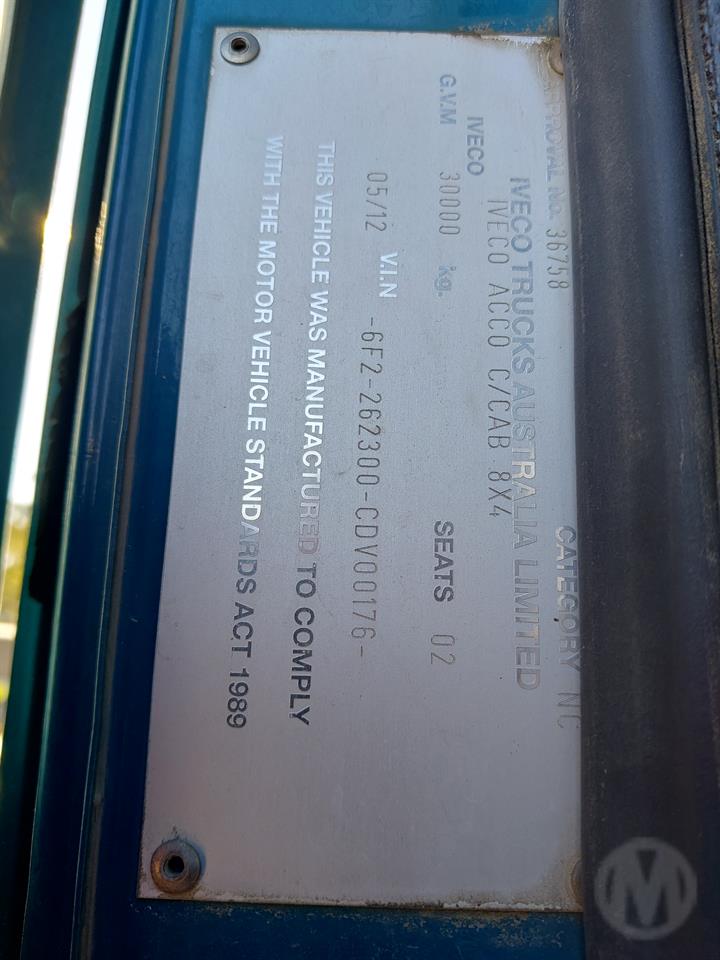 APPROVAL No. 36758 CATEGORY NC
IVECO TRUCKS AUSTRALIA LIMITED
IVECO ACCO C/CAB 8X4
IVECO
G.V.M 30000 kg. SEATS 02
05/12 V.I.N -6F2-262300-CDV00176-
THIS VEHICLE WAS MANUFACTURED TO COMPLY
WITH THE MOTOR VEHICLE STANDARDS ACT 1989
M